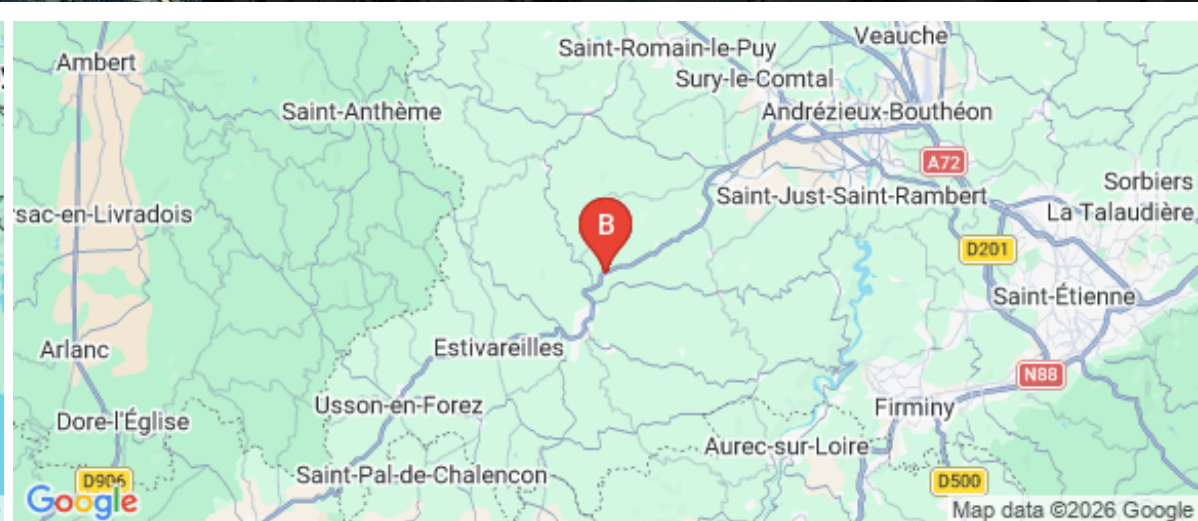 Veauche
Saint-Romain-le-Puy
Ambert
Sury-le-Comtal
Saint-Anthème
Andrézieux-Bouthéon
A72
Sorbiers
Saint-Just-Saint-Rambert
sac-en-Livradois
La Talaudière
B
D201
Saint-Étienne
Estivareilles
Arlanc
N88
Usson-en-Forez
Firminy
Dore-l'Église
Aurec-sur-Loire
Saint-Pal-de-Chalencon
D906
D500
Google
Map data ©2026 Google